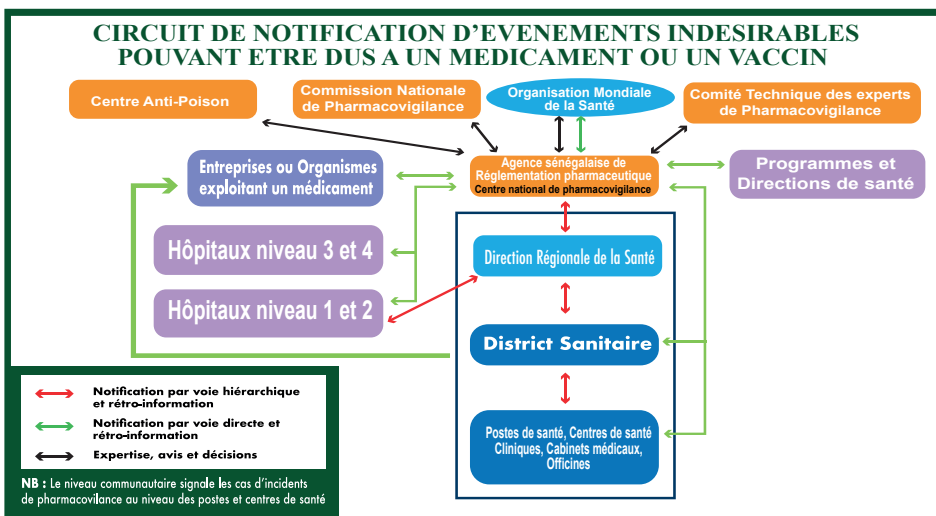 CIRCUIT DE NOTIFICATION D’EVENEMENTS INDESIRABLES
POUVANT ETRE DUS A UN MEDICAMENT OU UN VACCIN
Centre Anti-Poison
Commission Nationale
de Pharmacovigilance
Organisation Mondiale
de la Santé
Comité Technique des experts
de Pharmacovigilance
Entreprises ou Organismes
exploitant un médicament
Agence sénégalaise de
Réglementation pharmaceutique
Centre national de pharmacovigilance
Programmes et
Directions de santé
Hôpitaux niveau 3 et 4
Direction Régionale de la Santé
Hôpitaux niveau 1 et 2
District Sanitaire
Postes de santé, Centres de santé
Cliniques, Cabinets médicaux,
Officines
Notification par voie hiérarchique
et rétro-information
Notification par voie directe et
rétro-information
Expertise, avis et décisions
NB : Le niveau communautaire signale les cas d’incidents
de pharmacovilance au niveau des postes et centres de santé